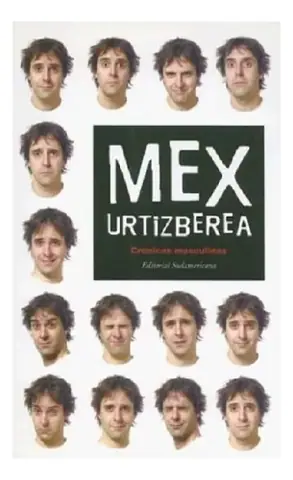 MEX
URTIZBEREA
Crónicas masculinas
Editorial Sudamericana